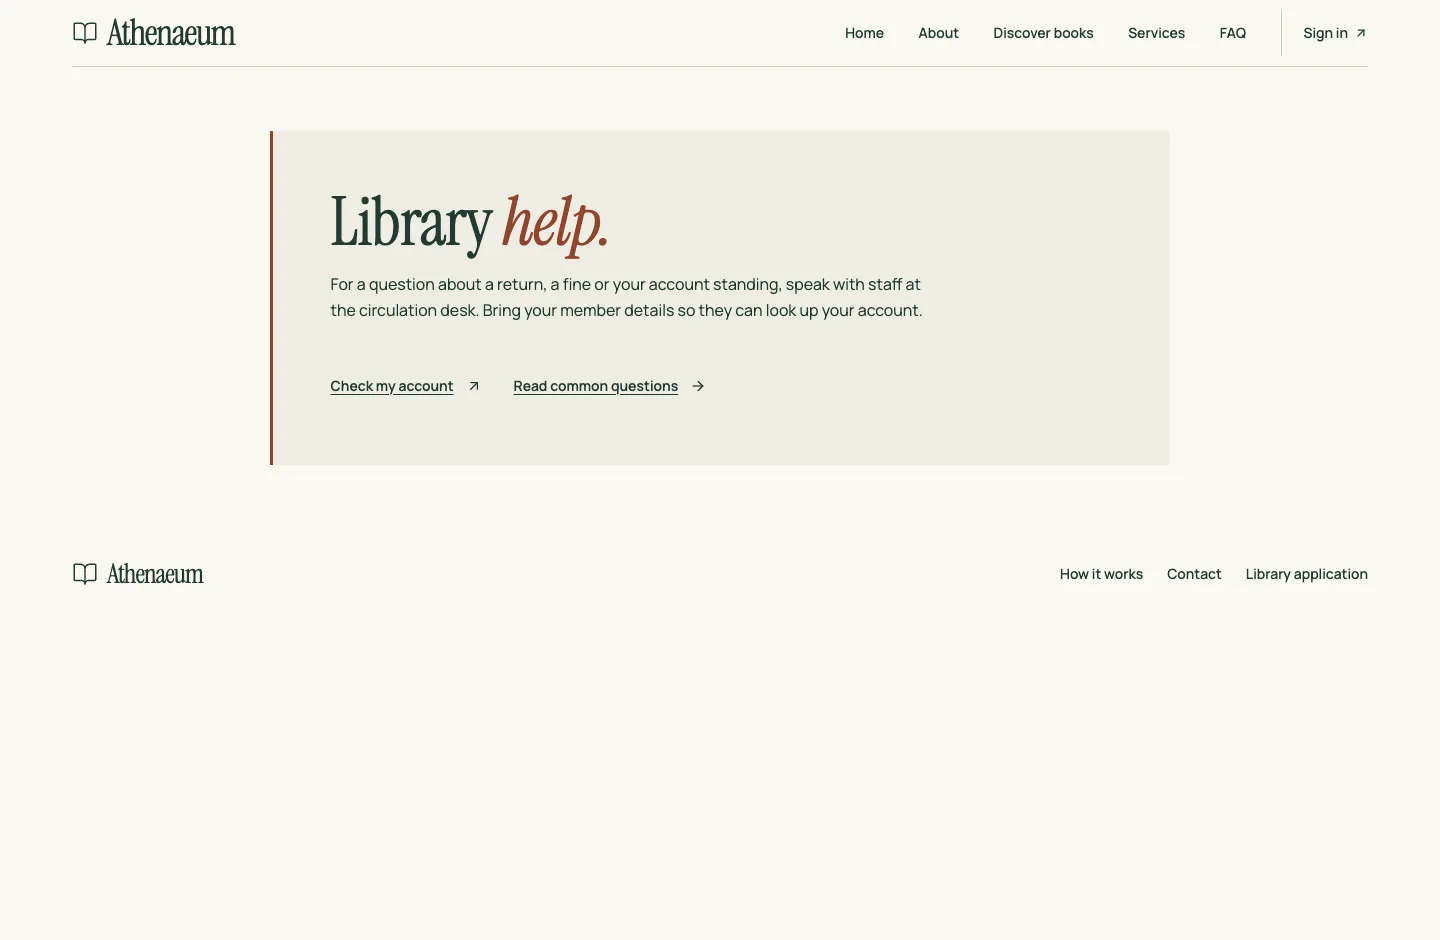 Athenaeum
Home
About
Discover books
Services
FAQ
Sign in
Library help.
For a question about a return, a fine or your account standing, speak with staff at
the circulation desk. Bring your member details so they can look up your account.
Check my account
Read common questions
Athenaeum
How it works
Contact
Library application